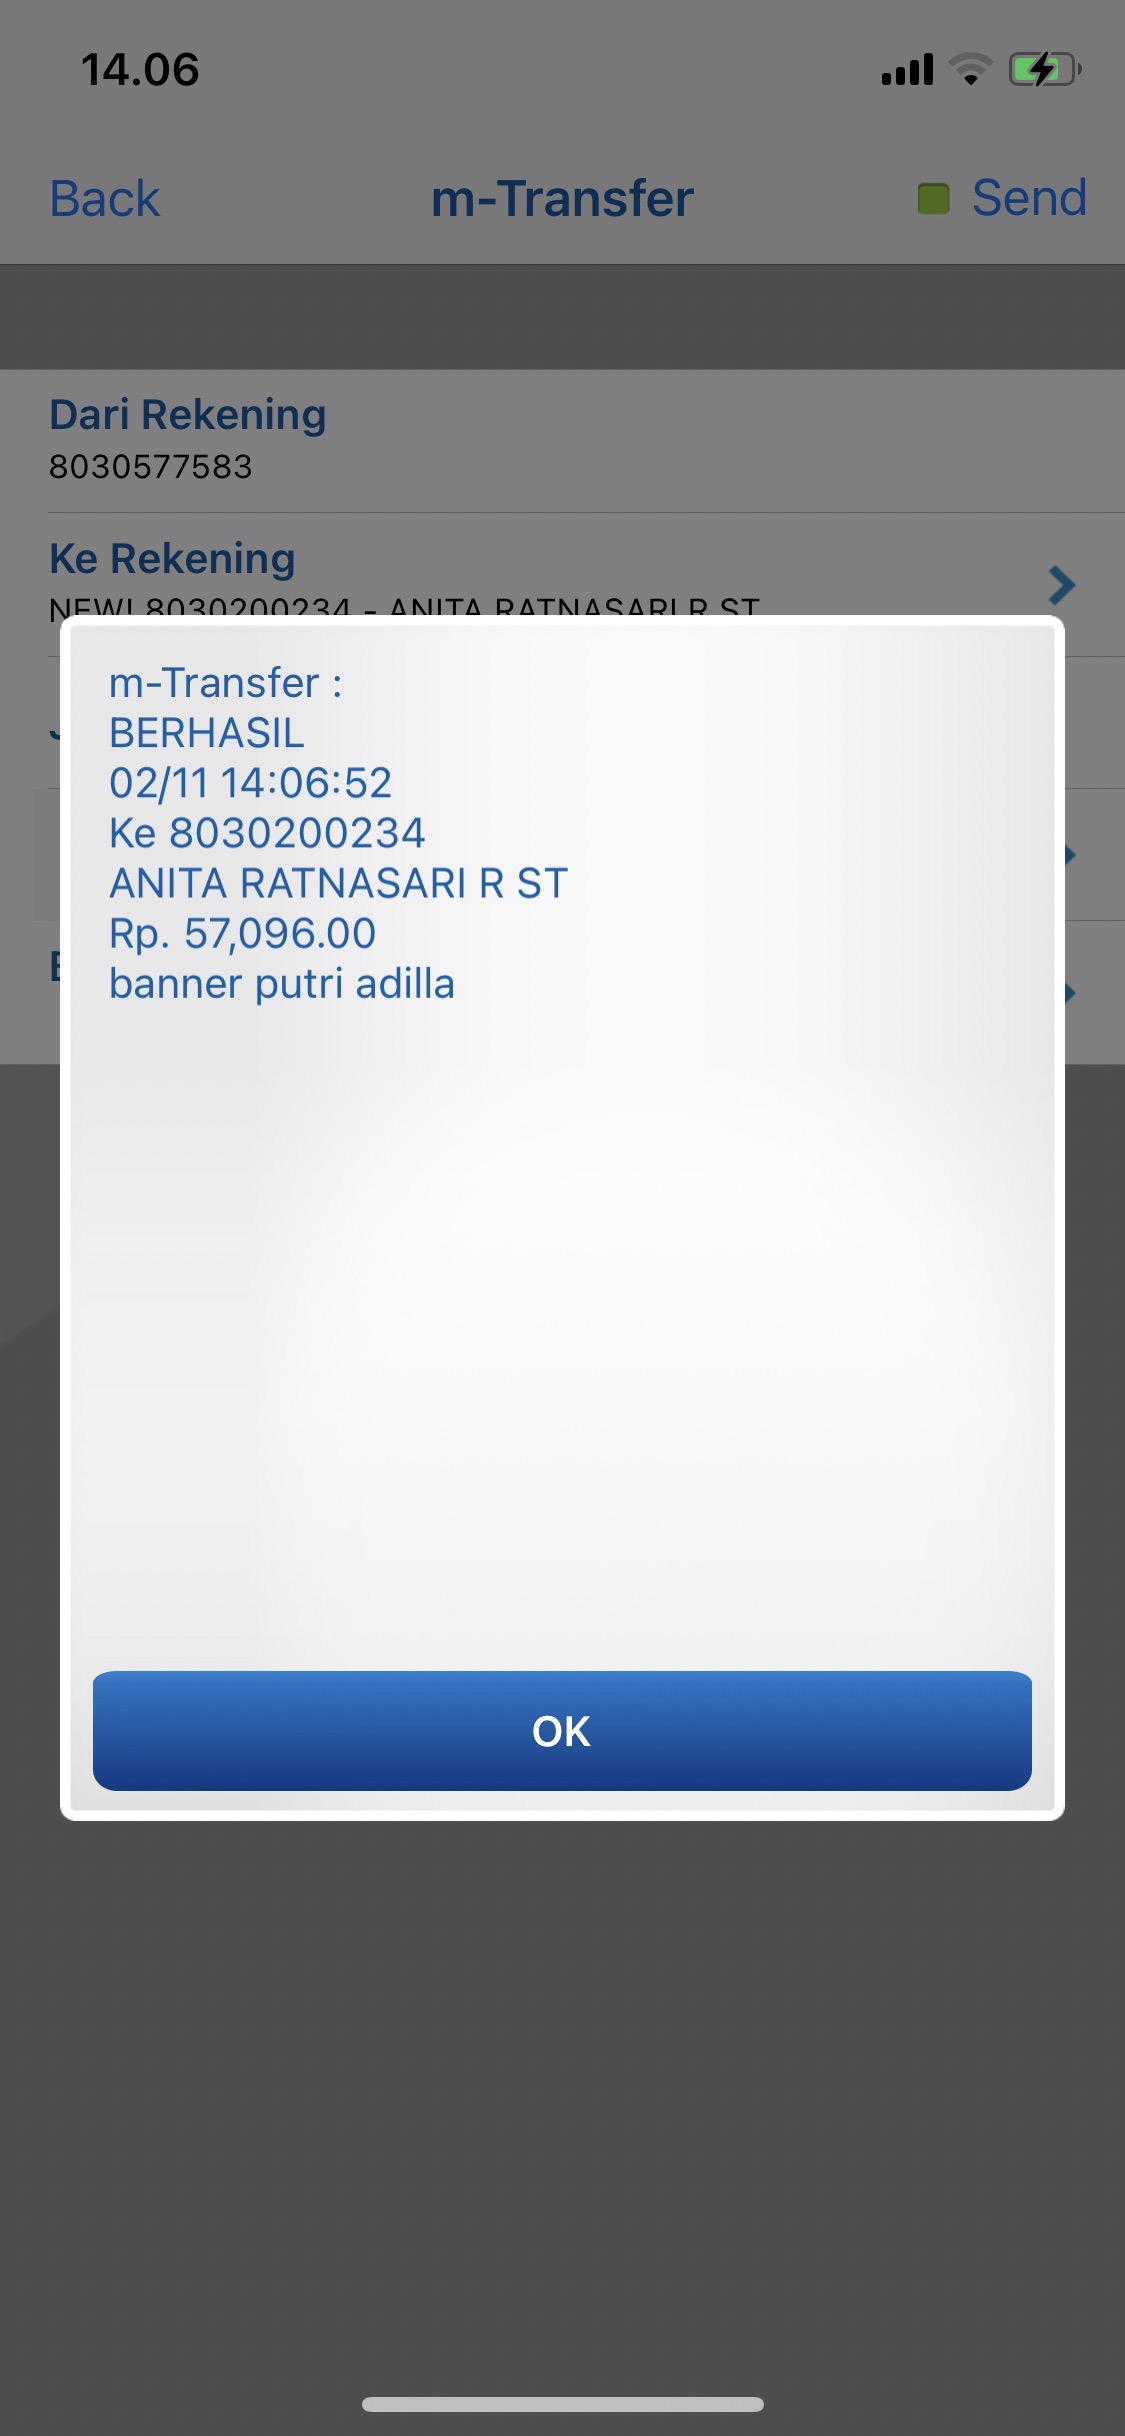 14.06
Back m-Transfer Send
Dari Rekening
8030577583
Ke Rekening
NEW! 8030200234 - ANITA RATNASARI R ST
m-Transfer :
BERHASIL
02/11 14:06:52
Ke 8030200234
ANITA RATNASARI R ST
Rp. 57,096.00
banner putri adilla
OK